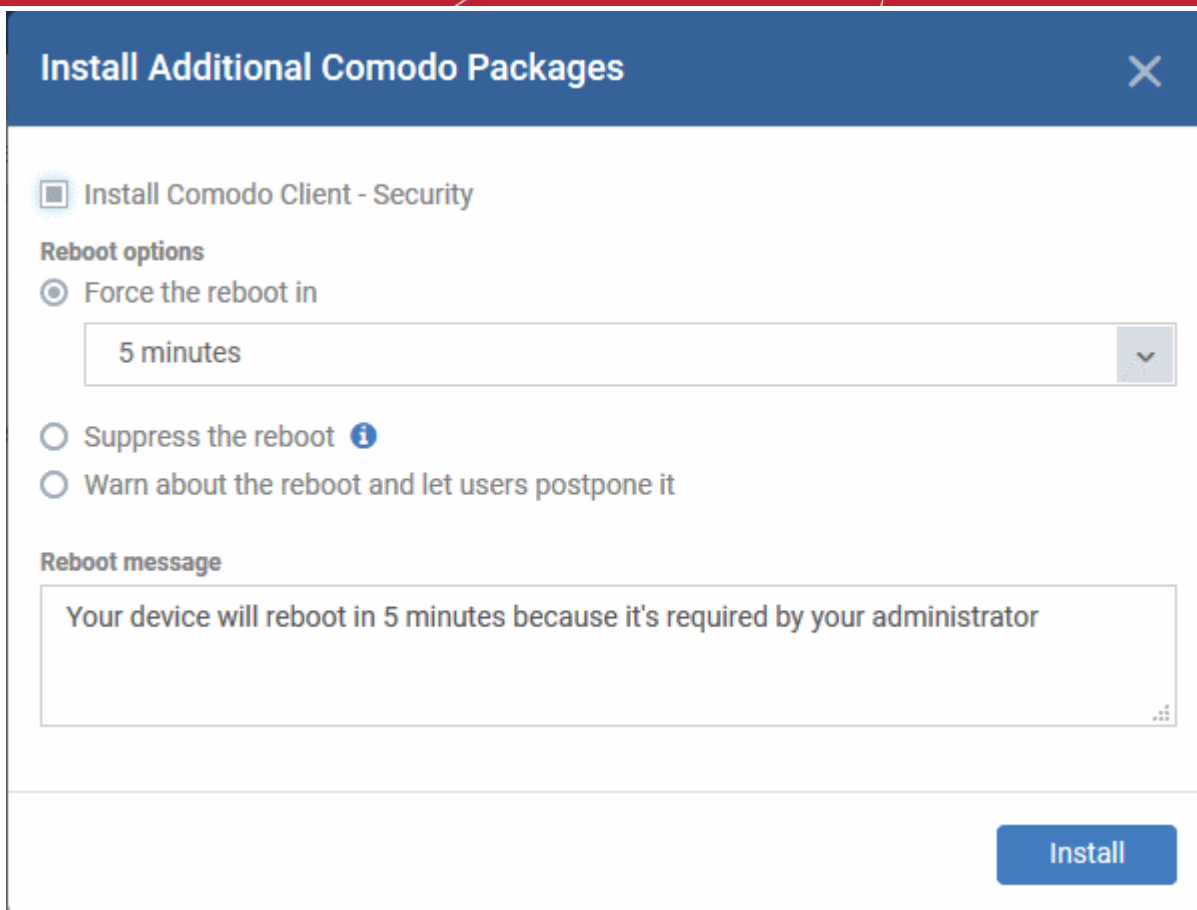 Install Additional Comodo Packages
Install Comodo Client - Security
Reboot options
Force the reboot in
5 minutes
Suppress the reboot
Warn about the reboot and let users postpone it
Reboot message
Your device will reboot in 5 minutes because it's required by your administrator
Install